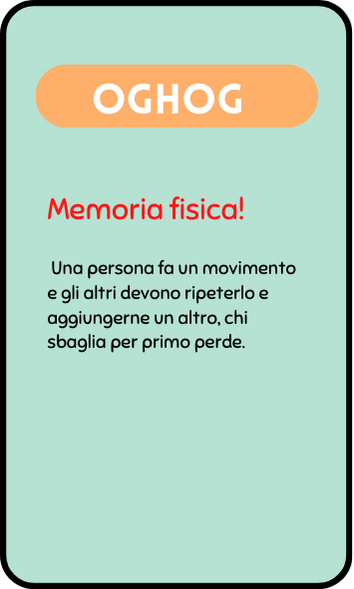 OGHOG
Memoria fisica!
Una persona fa un movimento
e gli altri devono ripeterlo e
aggiungerne un altro, chi
sbaglia per primo perde.